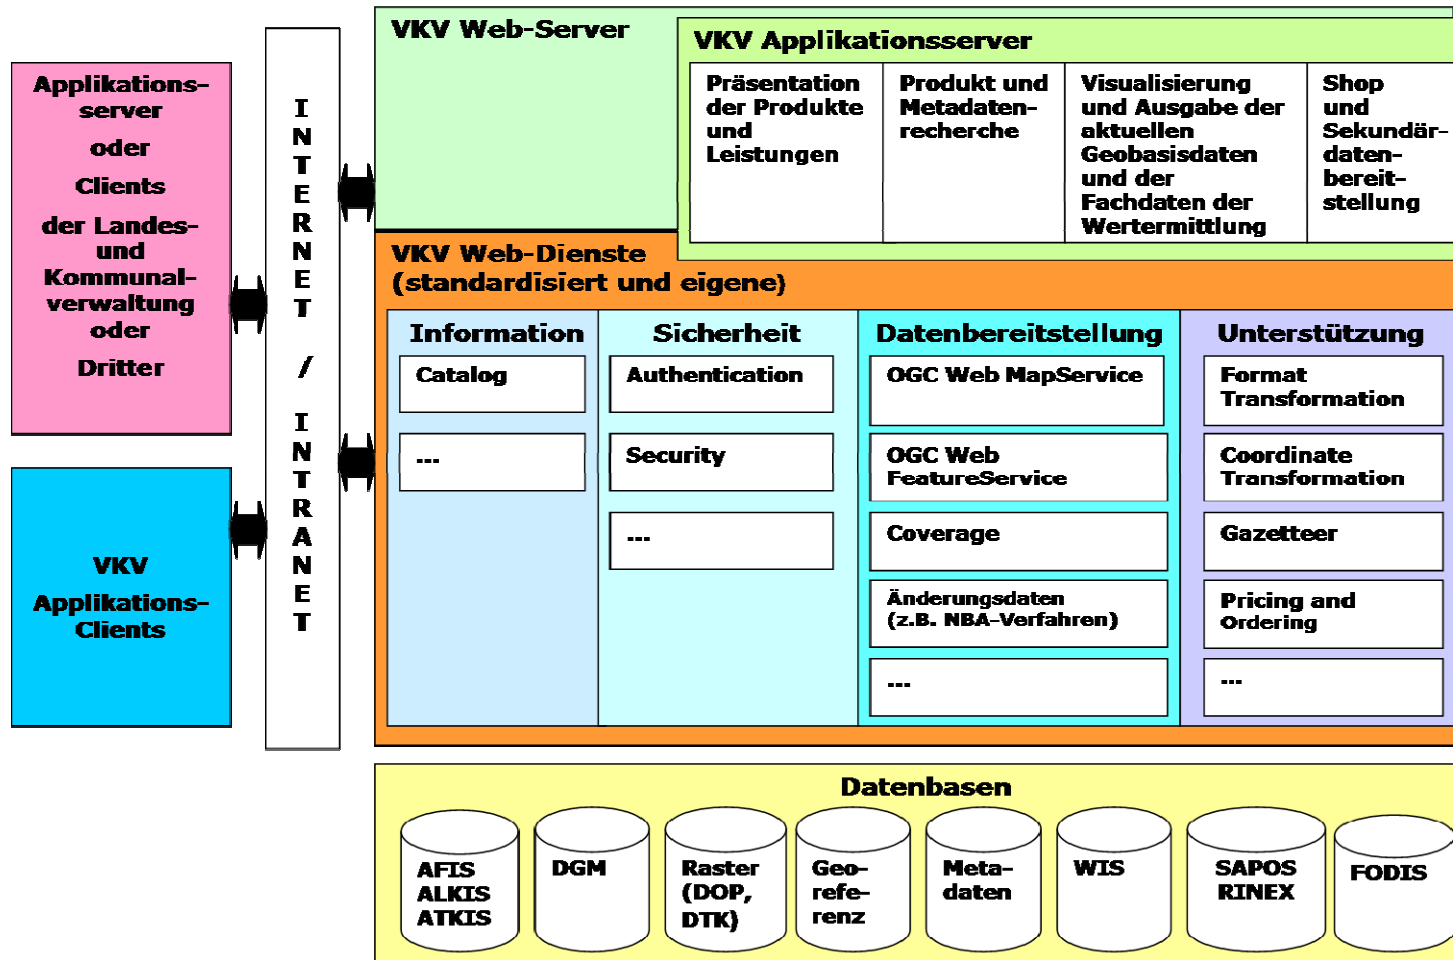 Applikations-
server
oder
Clients
der Landes-
und
Kommunal-
verwaltung
oder
Dritter
VKV
Applikations-
Clients
INTERNET / INTRANET
VKV Web-Server
VKV Applikationsserver
Präsentation
der Produkte
und
Leistungen
Produkt und
Metadaten-
recherche
Visualisierung
und Ausgabe der
aktuellen
Geobasisdaten
und der
Fachdaten der
Wertermittlung
Shop
und
Sekundär-
daten-
bereit-
stellung
VKV Web-Dienste
(standardisiert und eigene)
Information
Catalog
...
Sicherheit
Authentication
Security
...
Datenbereitstellung
OGC Web MapService
OGC Web
FeatureService
Coverage
Änderungsdaten
(z.B. NBA-Verfahren)
...
Unterstützung
Format
Transformation
Coordinate
Transformation
Gazetteer
Pricing and
Ordering
...
Datenbasen
AFIS
ALKIS
ATKIS
DGM
Raster
(DOP,
DTK)
Geo-
refe-
renz
Meta-
daten
WIS
SAPOS
RINEX
FODIS